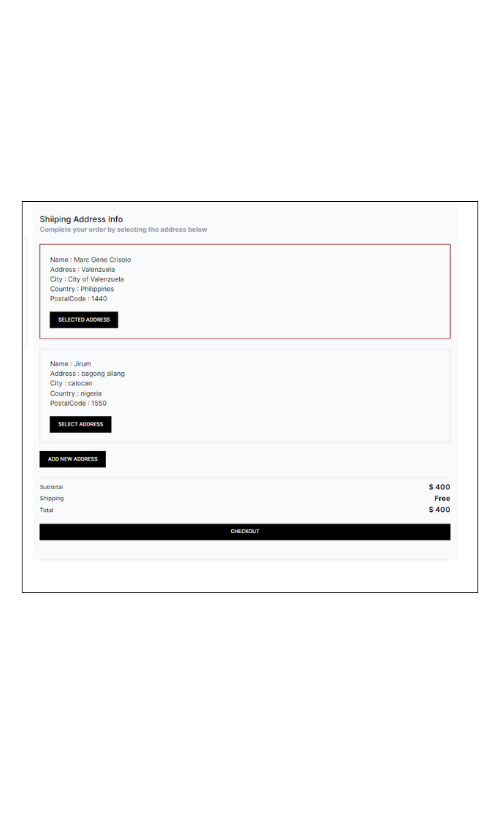 Shiiping Address Info
Complete your order by selecting the address below
Name : Marc Gene Crisolo
Address : Valenzuela
City : City of Valenzuela
Country : Philippines
PostalCode : 1440
SELECTED ADDRESS
Name : Jirum
Address : bagong silang
City : calocan
Country : nigeria
PostalCode : 1550
SELECT ADDRESS
ADD NEW ADDRESS
Subtotal $ 400
Shipping Free
Total $ 400
CHECKOUT